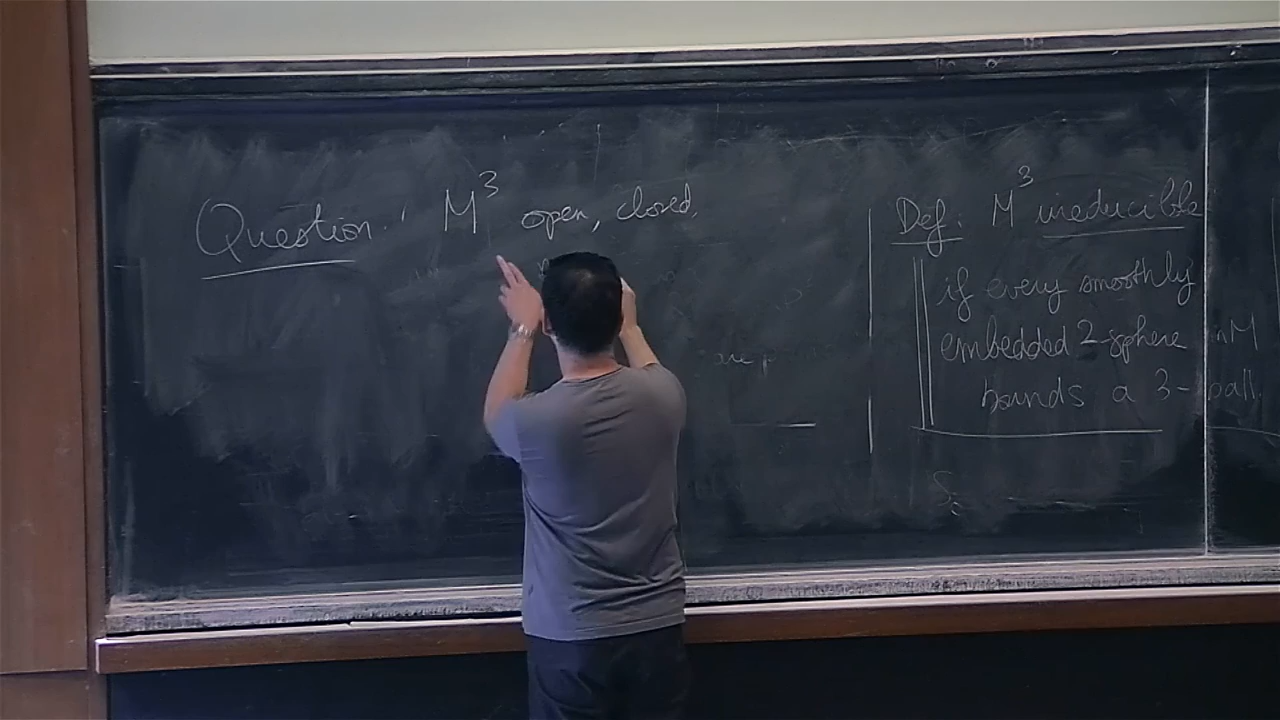 Question: M³ open, closed,
Def. M³ irreducible
if every smoothly
embedded 2-sphere in M
bounds a 3-ball.